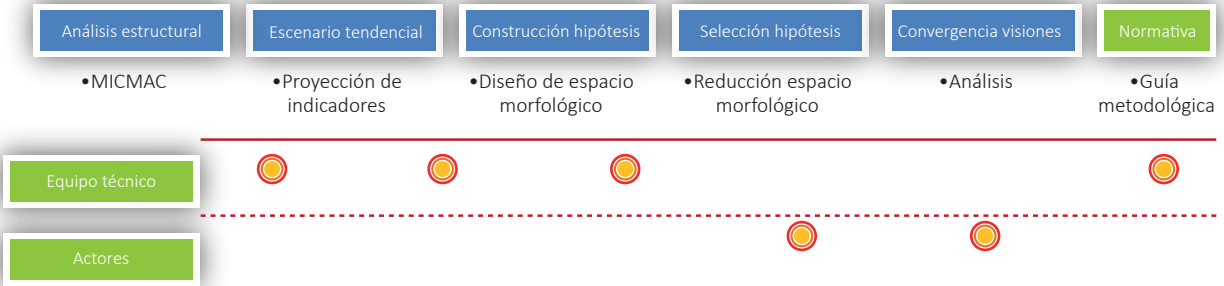 Análisis estructural
Escenario tendencial
Construcción hipótesis
Selección hipótesis
Convergencia visiones
Normativa
•MICMAC
•Proyección de
indicadores
•Diseño de espacio
morfológico
•Reducción espacio
morfológico
•Análisis
•Guía
metodológica
Equipo técnico
Actores